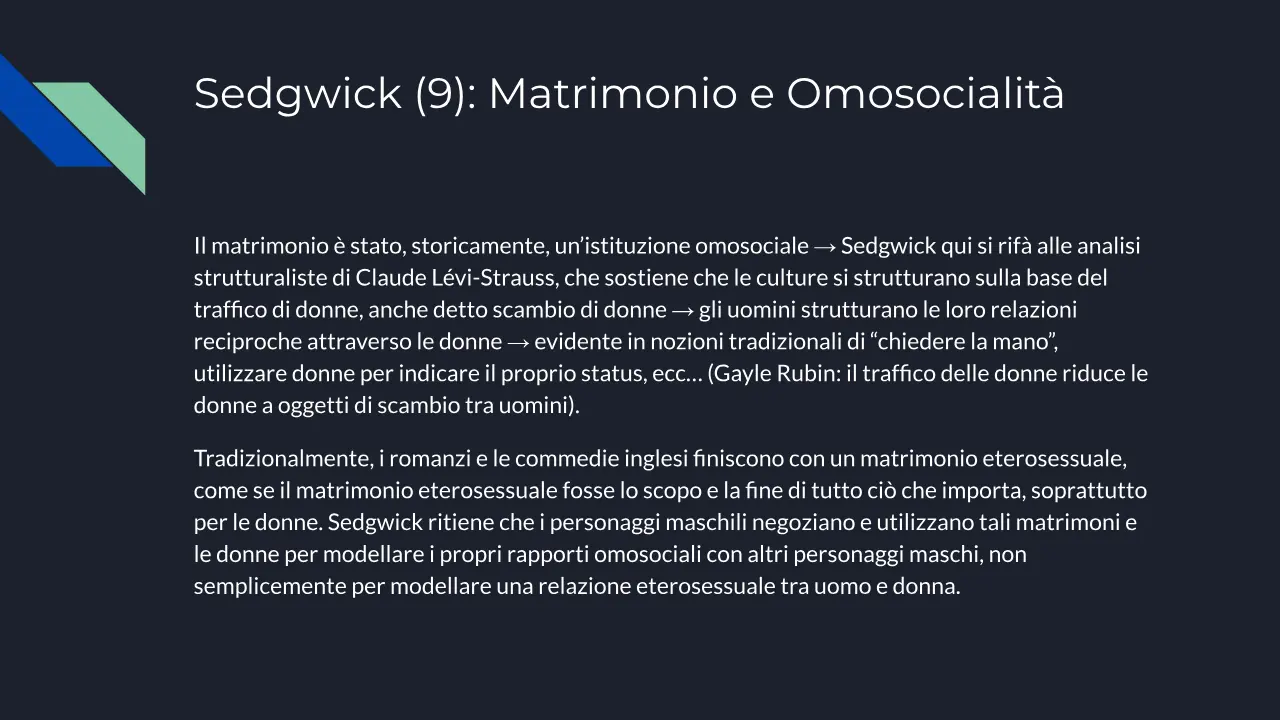 Sedgwick (9): Matrimonio e Omosocialità
Il matrimonio è stato, storicamente, un’istituzione omosociale → Sedgwick qui si rifà alle analisi
strutturaliste di Claude Lévi-Strauss, che sostiene che le culture si strutturano sulla base del
traffico di donne, anche detto scambio di donne → gli uomini strutturano le loro relazioni
reciproche attraverso le donne → evidente in nozioni tradizionali di “chiedere la mano”,
utilizzare donne per indicare il proprio status, ecc… (Gayle Rubin: il traffico delle donne riduce le
donne a oggetti di scambio tra uomini).
Tradizionalmente, i romanzi e le commedie inglesi finiscono con un matrimonio eterosessuale,
come se il matrimonio eterosessuale fosse lo scopo e la fine di tutto ciò che importa, soprattutto
per le donne. Sedgwick ritiene che i personaggi maschili negoziano e utilizzano tali matrimoni e
le donne per modellare i propri rapporti omosociali con altri personaggi maschi, non
semplicemente per modellare una relazione eterosessuale tra uomo e donna.